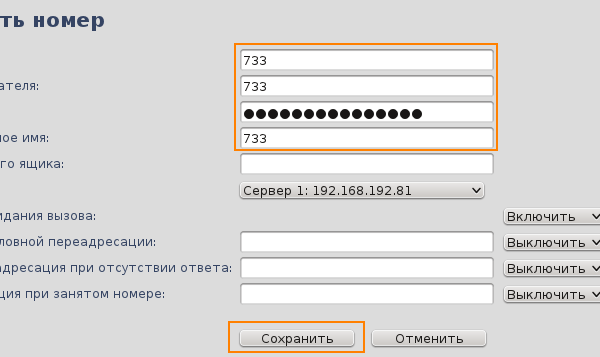 ть номер
733
ателя: 733
●●●●●●●●●●●●●●●
ное имя: 733
го ящика:
Сервер 1: 192.168.192.81
идания вызова: Включить
ловной переадресации: Выключить
адресация при отсутствии ответа: Выключить
ция при занятом номере: Выключить
Сохранить Отменить